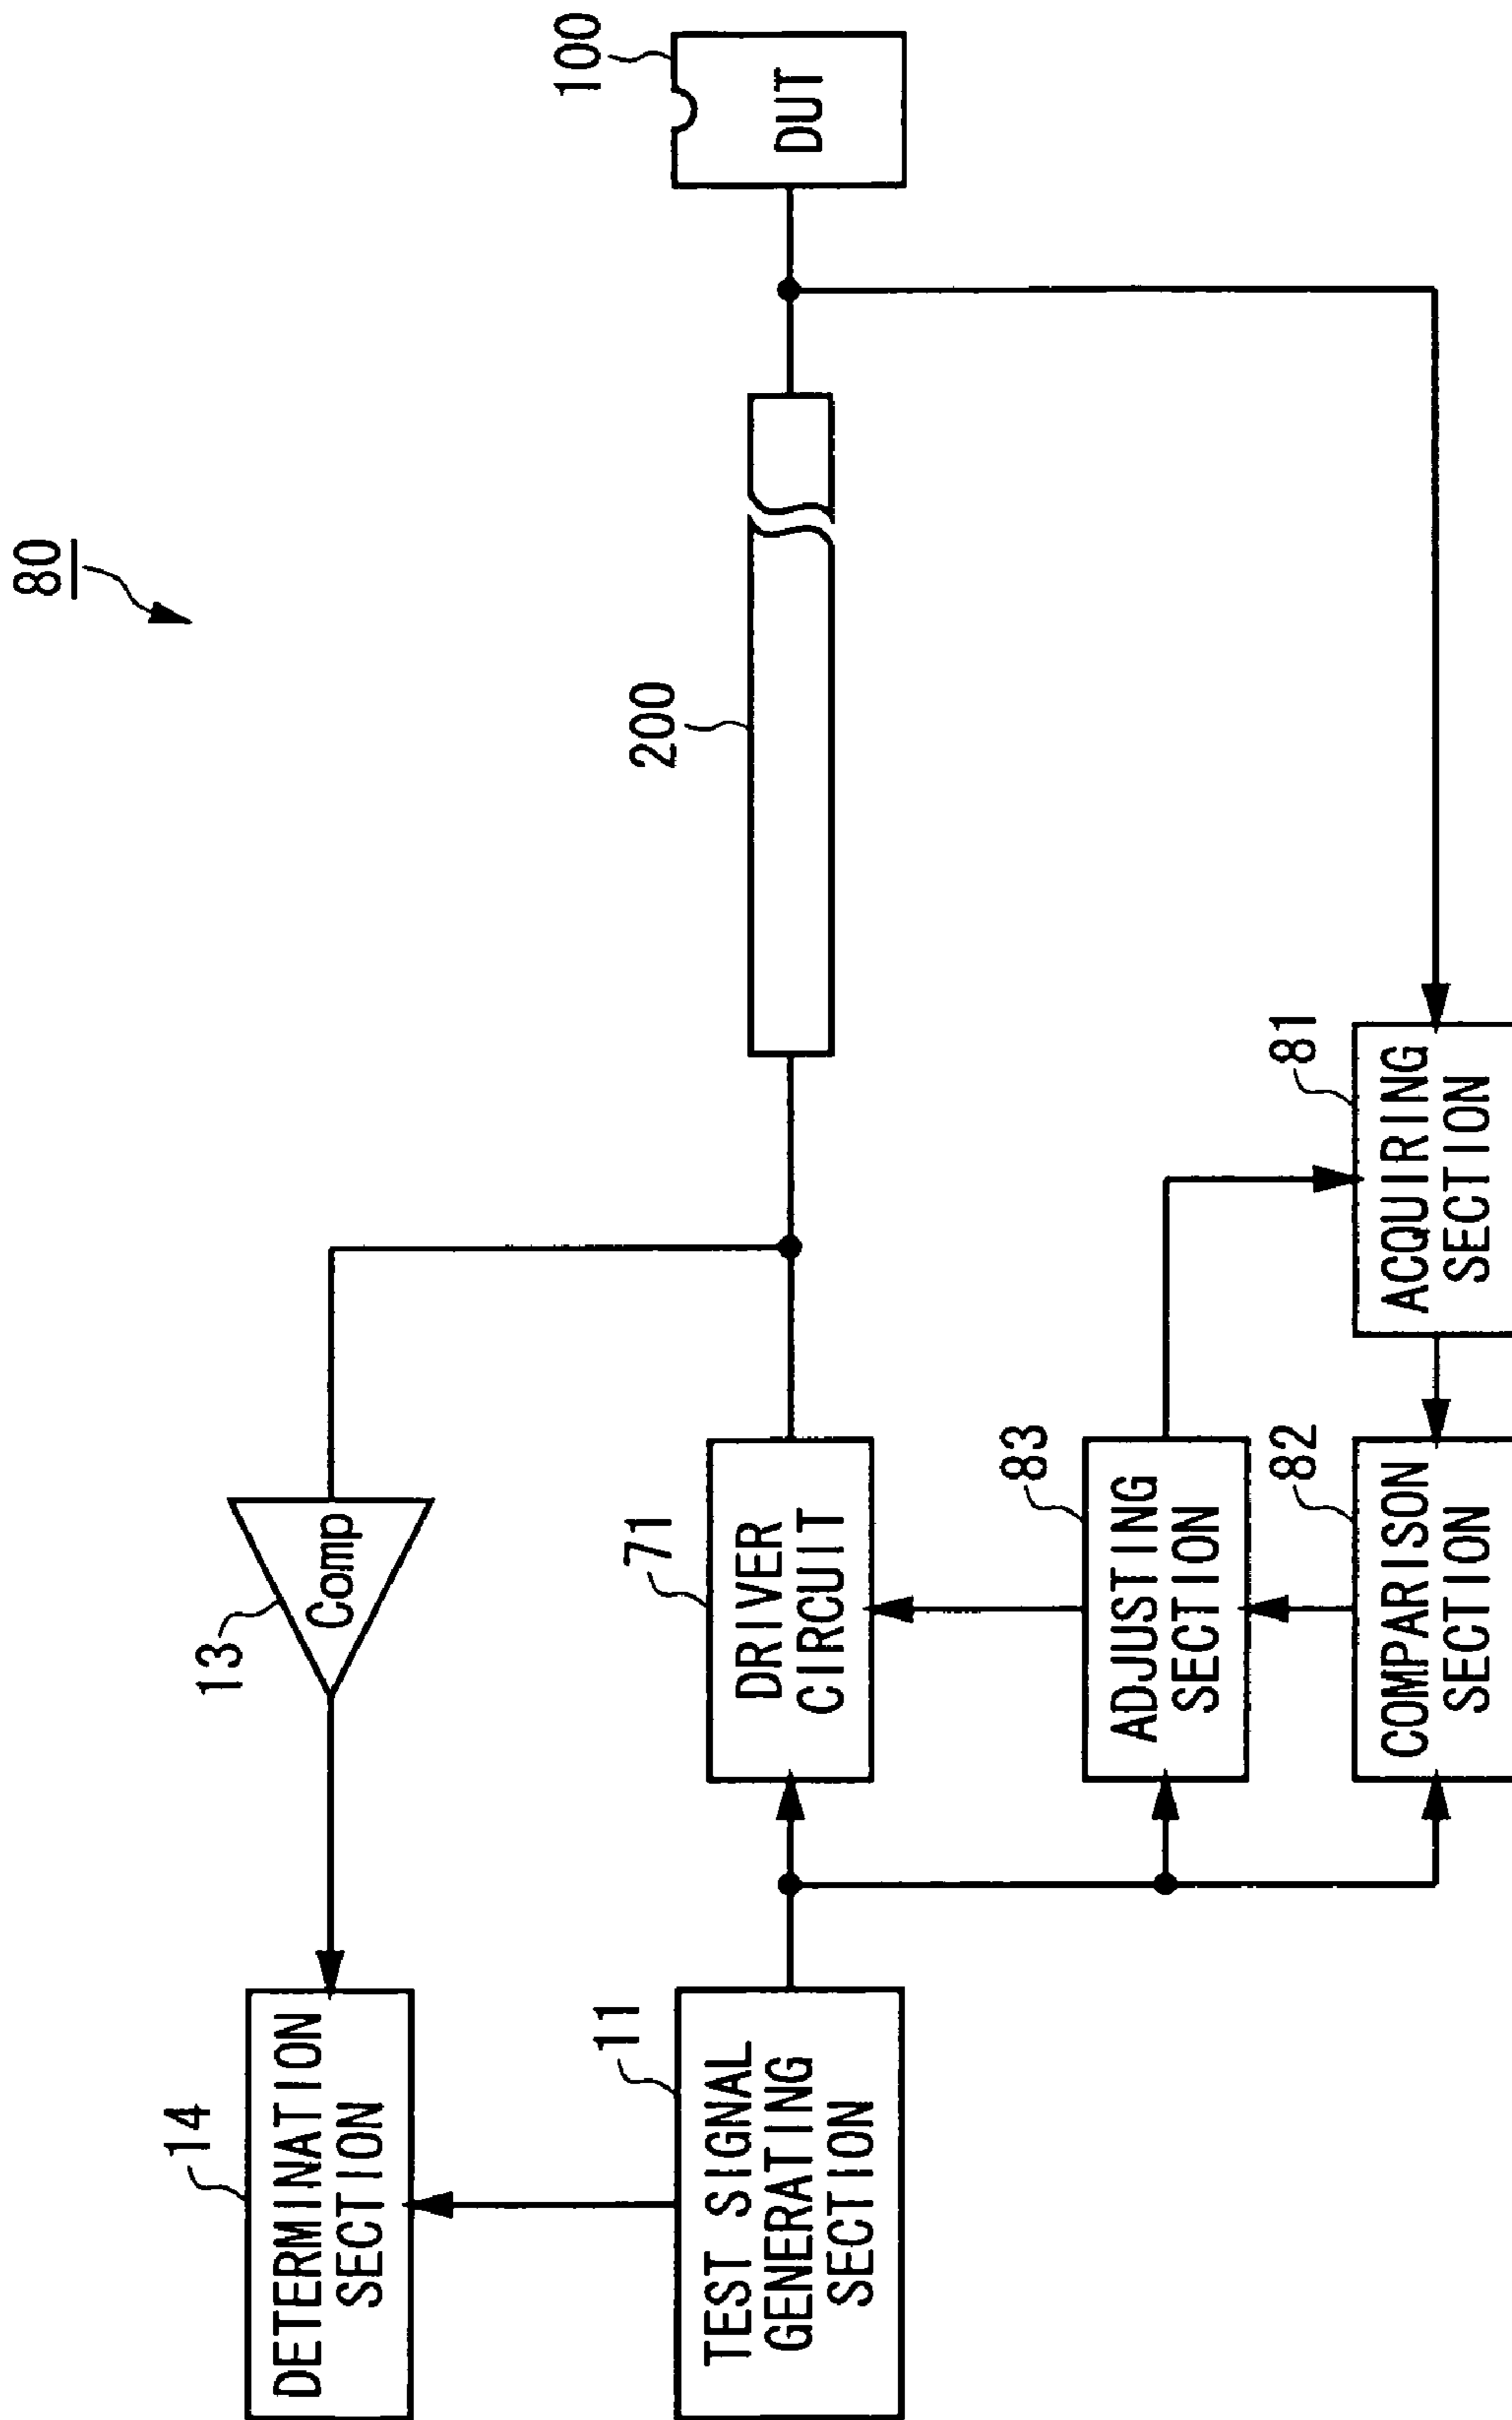 80
14
DETERMINATION
SECTION
13
Comp
11
TEST SIGNAL
GENERATING
SECTION
71
DRIVER
CIRCUIT
200
100
DUT
83
ADJUSTING
SECTION
82
COMPARISON
SECTION
81
ACQUIRING
SECTION